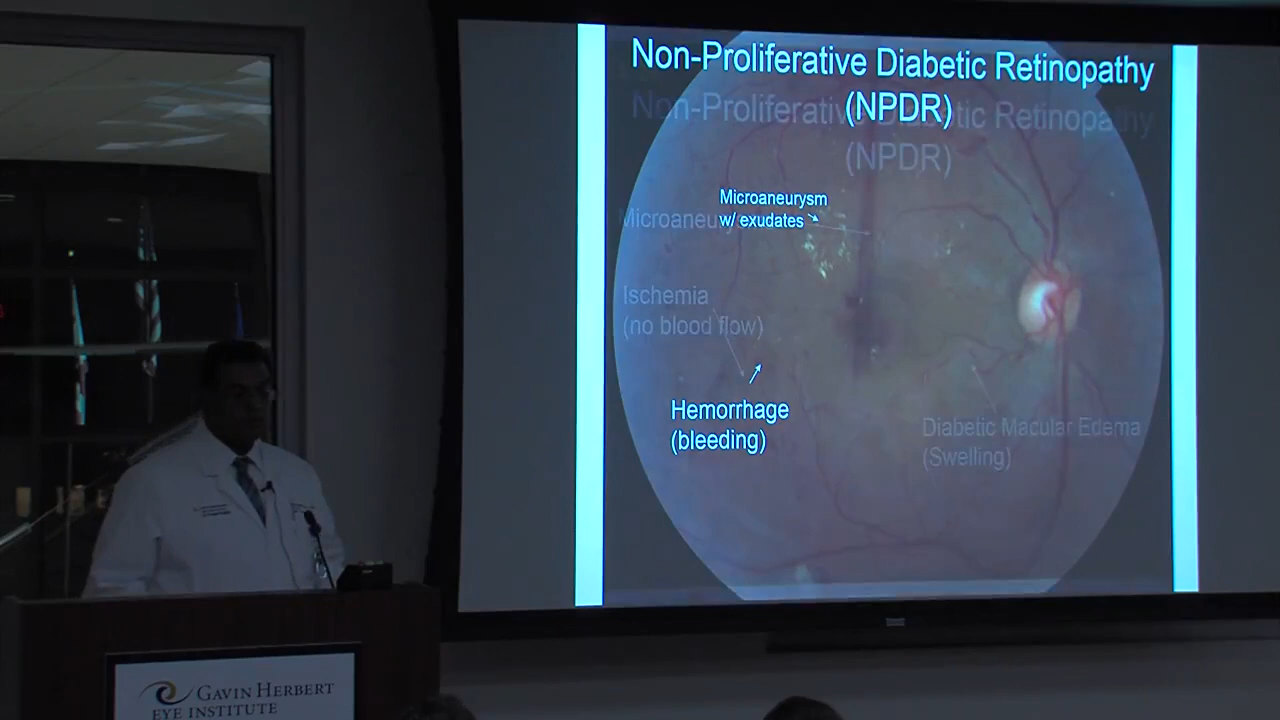 Non-Proliferative Diabetic Retinopathy
(NPDR)
Non-Proliferative Diabetic Retinopathy
(NPDR)
Microaneurysm
w/ exudates
Ischemia
(no blood flow)
Hemorrhage
(bleeding)
Diabetic Macular Edema
(Swelling)
GAVIN HERBERT
EYE INSTITUTE